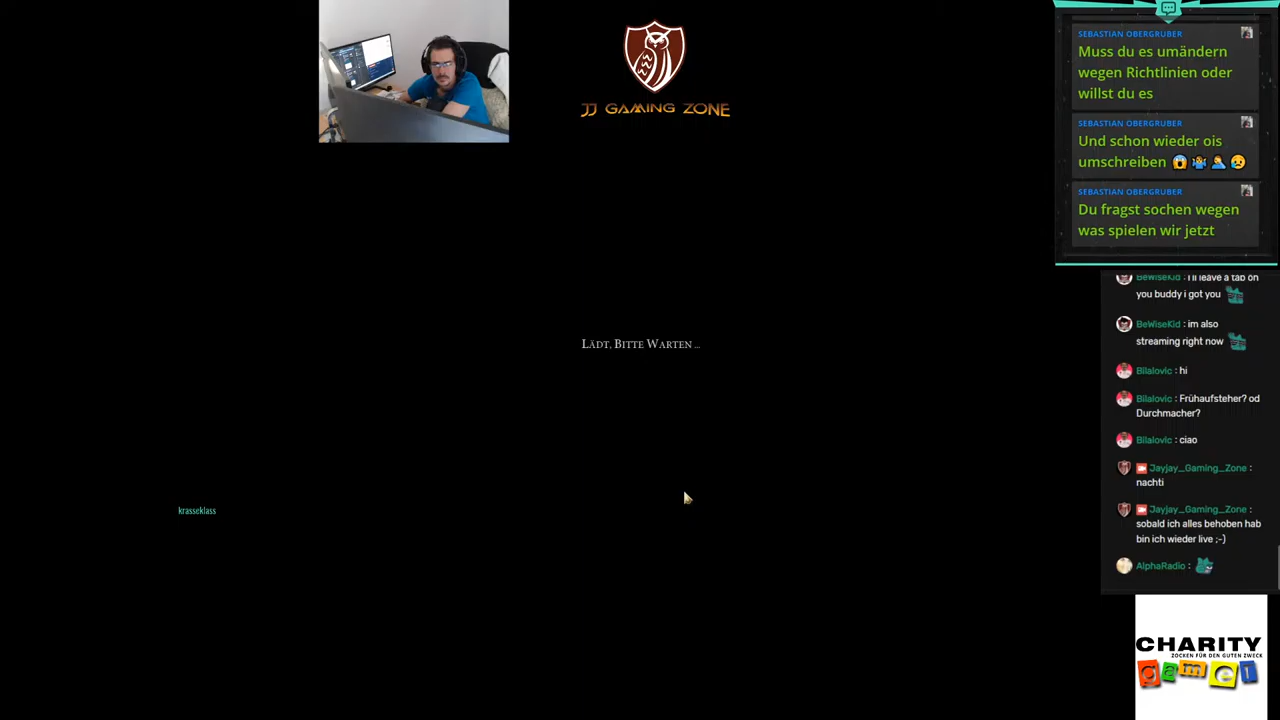 JJ GAMING ZONE
SEBASTIAN OBERGRUBER
Muss du es umändern
wegen Richtlinien oder
willst du es
SEBASTIAN OBERGRUBER
Und schon wieder ois
umschreiben 😱🤷🤦😥
SEBASTIAN OBERGRUBER
Du fragst sochen wegen
was spielen wir jetzt
LÄDT, BITTE WARTEN ...
krasseklass
BeWiseKid : I'll leave a tab on
you buddy i got you
BeWiseKid : im also
streaming right now
Bilalovic : hi
Bilalovic : Frühaufsteher? od
Durchmacher?
Bilalovic : ciao
Jayjay_Gaming_Zone :
nachti
Jayjay_Gaming_Zone :
sobald ich alles behoben hab
bin ich wieder live ;-)
AlphaRadio :
CHARITY
ZOCKEN FÜR DEN GUTEN ZWECK
gamel